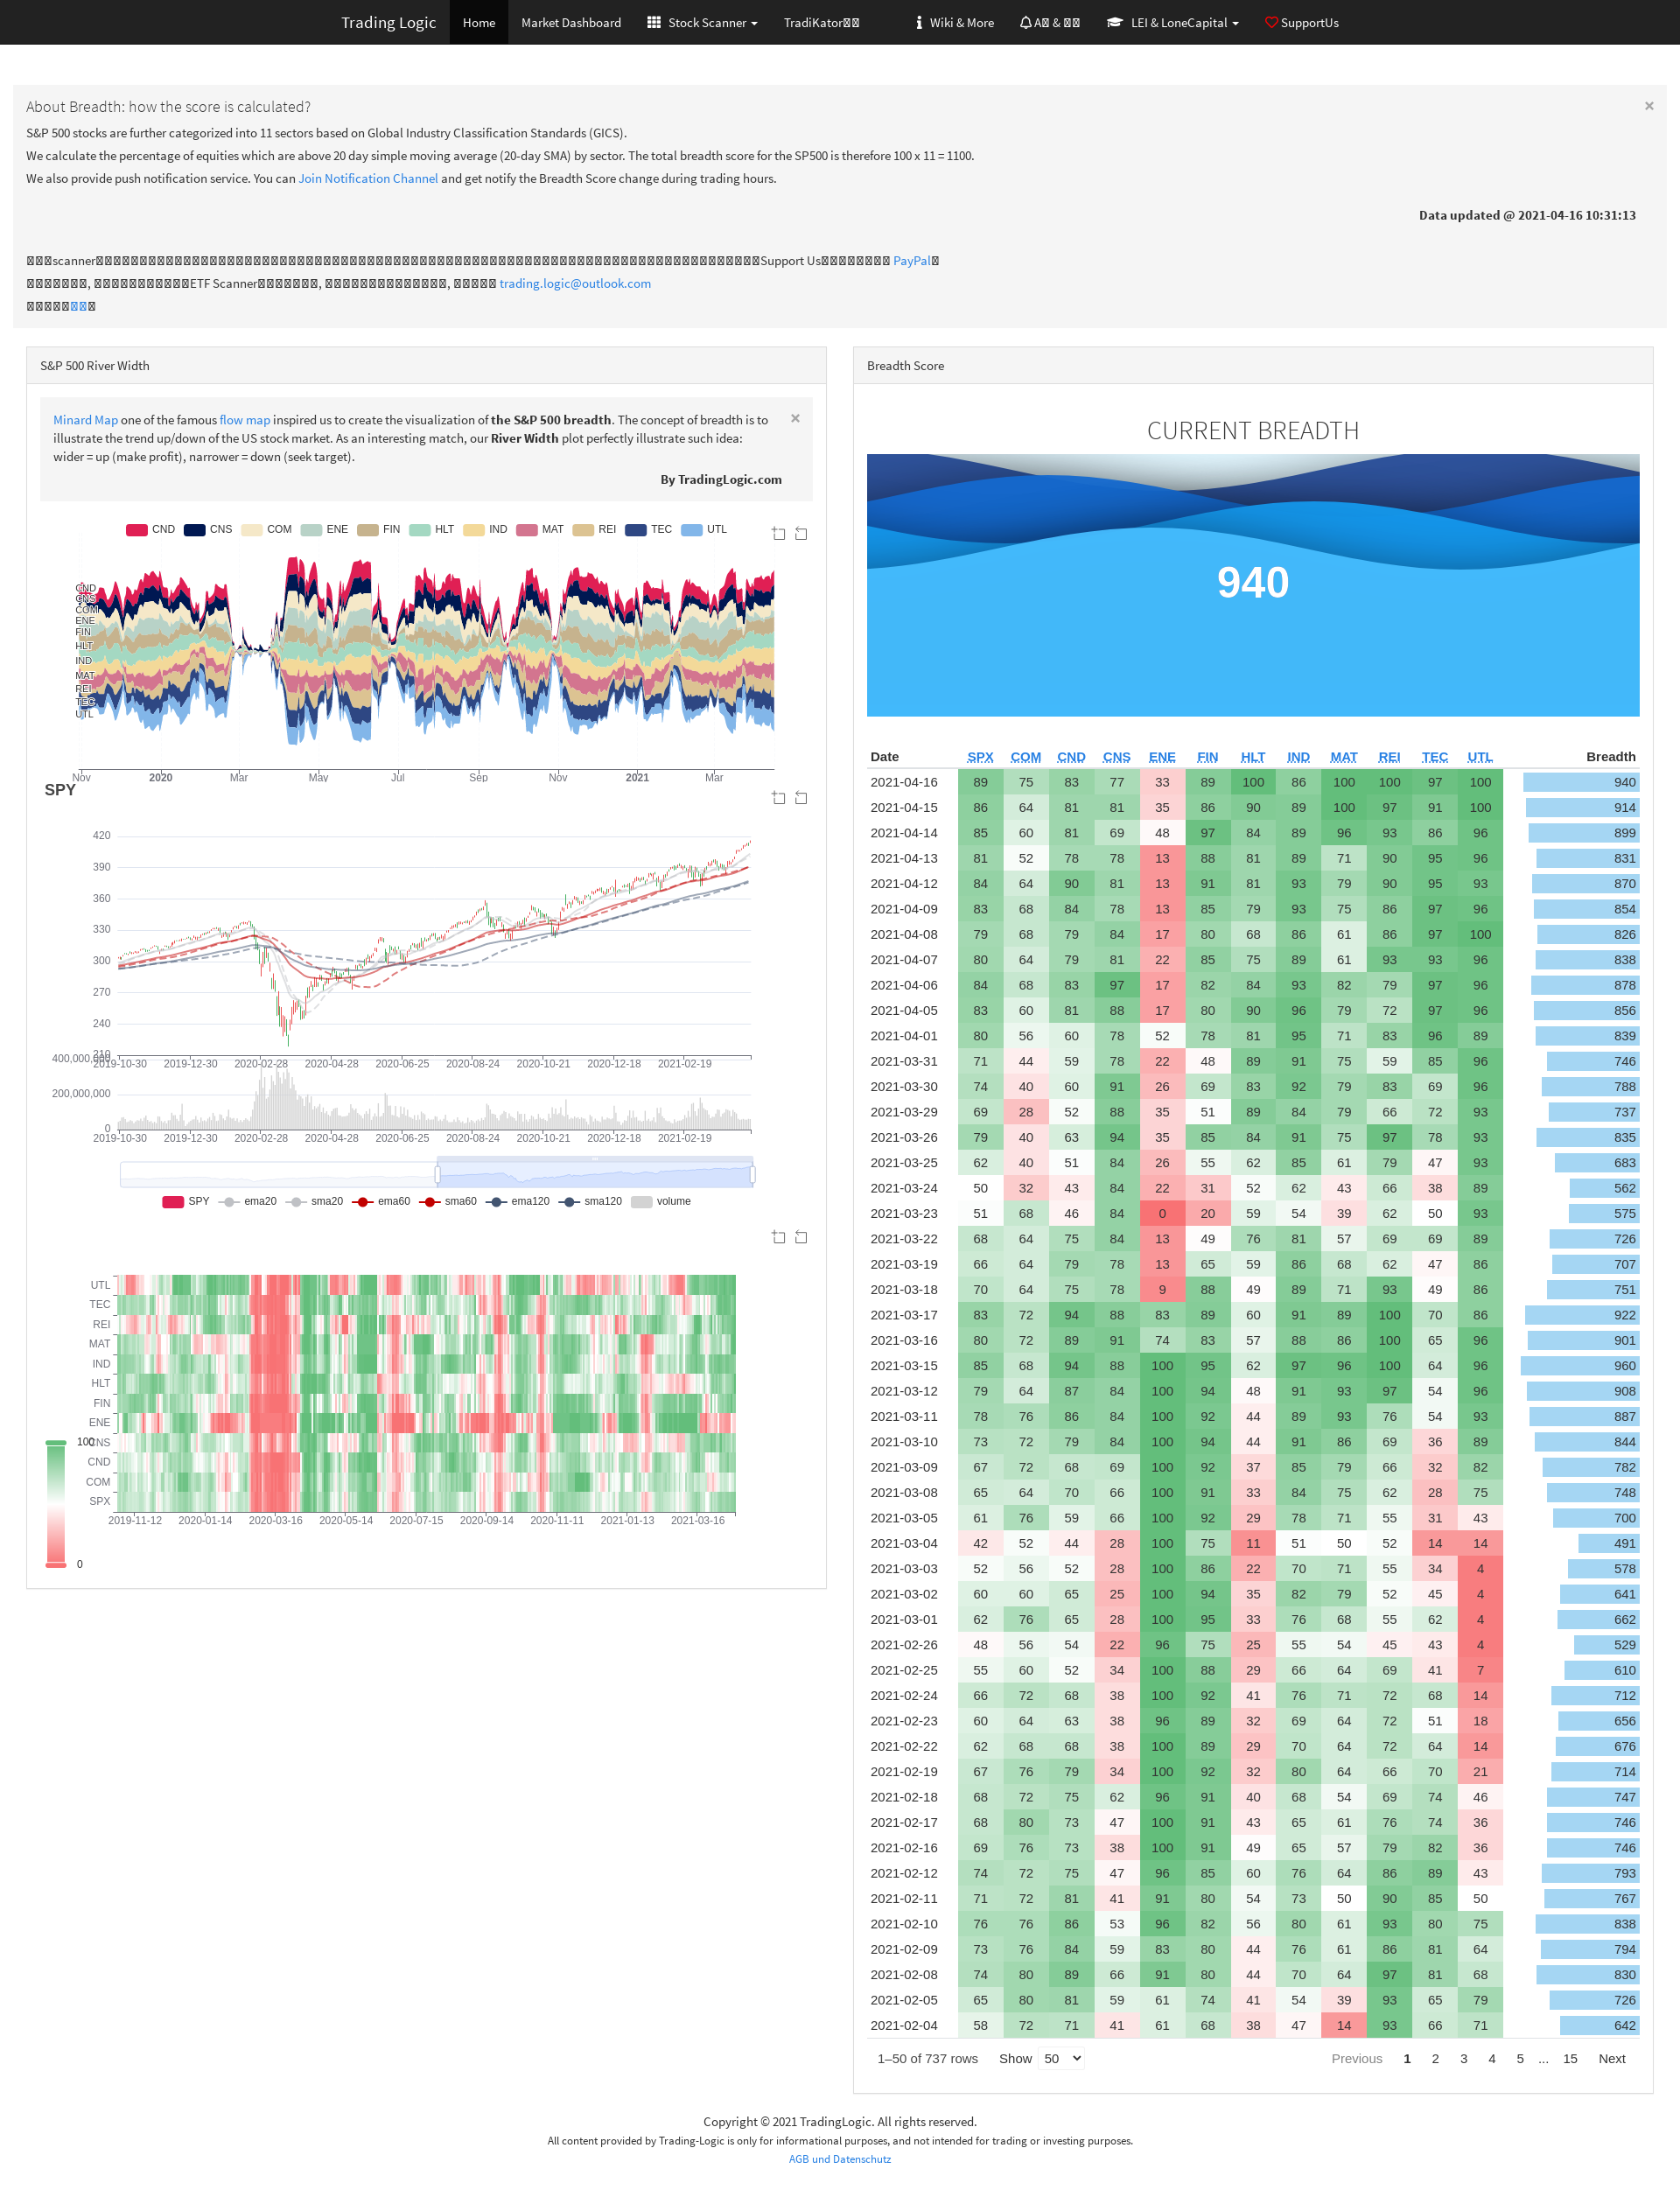 Trading Logic Home Market Dashboard Stock Scanner TradiKator Wiki & More A & LEI & LoneCapital SupportUs
About Breadth: how the score is calculated? ×
S&P 500 stocks are further categorized into 11 sectors based on Global Industry Classification Standards (GICS).
We calculate the percentage of equities which are above 20 day simple moving average (20-day SMA) by sector. The total breadth score for the SP500 is therefore 100 x 11 = 1100.
We also provide push notification service. You can Join Notification Channel and get notify the Breadth Score change during trading hours.
Data updated @ 2021-04-16 10:31:13
scanner Support Us PayPal
ETF Scanner trading.logic@outlook.com
S&P 500 River Width
Minard Map one of the famous flow map inspired us to create the visualization of the S&P 500 breadth. The concept of breadth is to
illustrate the trend up/down of the US stock market. As an interesting match, our River Width plot perfectly illustrate such idea:
wider = up (make profit), narrower = down (seek target).
By TradingLogic.com
×
CND CNS COM ENE FIN HLT IND MAT REI TEC UTL
CND
CNS
COM
ENE
FIN
HLT
IND
MAT
REI
TEC
UTL
Nov 2020 Mar May Jul Sep Nov 2021 Mar
SPY
420
390
360
330
300
270
240
210
2019-10-30 2019-12-30 2020-02-28 2020-04-28 2020-06-25 2020-08-24 2020-10-21 2020-12-18 2021-02-19
400,000,000
200,000,000
0
2019-10-30 2019-12-30 2020-02-28 2020-04-28 2020-06-25 2020-08-24 2020-10-21 2020-12-18 2021-02-19
SPY ema20 sma20 ema60 sma60 ema120 sma120 volume
UTL
TEC
REI
MAT
IND
HLT
FIN
ENE
CNS
CND
COM
SPX
2019-11-12 2020-01-14 2020-03-16 2020-05-14 2020-07-15 2020-09-14 2020-11-11 2021-01-13 2021-03-16
100
0
Breadth Score
CURRENT BREADTH
940
Date SPX COM CND CNS ENE FIN HLT IND MAT REI TEC UTL Breadth
2021-04-16 89 75 83 77 33 89 100 86 100 100 97 100 940
2021-04-15 86 64 81 81 35 86 90 89 100 97 91 100 914
2021-04-14 85 60 81 69 48 97 84 89 96 93 86 96 899
2021-04-13 81 52 78 78 13 88 81 89 71 90 95 96 831
2021-04-12 84 64 90 81 13 91 81 93 79 90 95 93 870
2021-04-09 83 68 84 78 13 85 79 93 75 86 97 96 854
2021-04-08 79 68 79 84 17 80 68 86 61 86 97 100 826
2021-04-07 80 64 79 81 22 85 75 89 61 93 93 96 838
2021-04-06 84 68 83 97 17 82 84 93 82 79 97 96 878
2021-04-05 83 60 81 88 17 80 90 96 79 72 97 96 856
2021-04-01 80 56 60 78 52 78 81 95 71 83 96 89 839
2021-03-31 71 44 59 78 22 48 89 91 75 59 85 96 746
2021-03-30 74 40 60 91 26 69 83 92 79 83 69 96 788
2021-03-29 69 28 52 88 35 51 89 84 79 66 72 93 737
2021-03-26 79 40 63 94 35 85 84 91 75 97 78 93 835
2021-03-25 62 40 51 84 26 55 62 85 61 79 47 93 683
2021-03-24 50 32 43 84 22 31 52 62 43 66 38 89 562
2021-03-23 51 68 46 84 0 20 59 54 39 62 50 93 575
2021-03-22 68 64 75 84 13 49 76 81 57 69 69 89 726
2021-03-19 66 64 79 78 13 65 59 86 68 62 47 86 707
2021-03-18 70 64 75 78 9 88 49 89 71 93 49 86 751
2021-03-17 83 72 94 88 83 89 60 91 89 100 70 86 922
2021-03-16 80 72 89 91 74 83 57 88 86 100 65 96 901
2021-03-15 85 68 94 88 100 95 62 97 96 100 64 96 960
2021-03-12 79 64 87 84 100 94 48 91 93 97 54 96 908
2021-03-11 78 76 86 84 100 92 44 89 93 76 54 93 887
2021-03-10 73 72 79 84 100 94 44 91 86 69 36 89 844
2021-03-09 67 72 68 69 100 92 37 85 79 66 32 82 782
2021-03-08 65 64 70 66 100 91 33 84 75 62 28 75 748
2021-03-05 61 76 59 66 100 92 29 78 71 55 31 43 700
2021-03-04 42 52 44 28 100 75 11 51 50 52 14 14 491
2021-03-03 52 56 52 28 100 86 22 70 71 55 34 4 578
2021-03-02 60 60 65 25 100 94 35 82 79 52 45 4 641
2021-03-01 62 76 65 28 100 95 33 76 68 55 62 4 662
2021-02-26 48 56 54 22 96 75 25 55 54 45 43 4 529
2021-02-25 55 60 52 34 100 88 29 66 64 69 41 7 610
2021-02-24 66 72 68 38 100 92 41 76 71 72 68 14 712
2021-02-23 60 64 63 38 96 89 32 69 64 72 51 18 656
2021-02-22 62 68 68 38 100 89 29 70 64 72 64 14 676
2021-02-19 67 76 79 34 100 92 32 80 64 66 70 21 714
2021-02-18 68 72 75 62 96 91 40 68 54 69 74 46 747
2021-02-17 68 80 73 47 100 91 43 65 61 76 74 36 746
2021-02-16 69 76 73 38 100 91 49 65 57 79 82 36 746
2021-02-12 74 72 75 47 96 85 60 76 64 86 89 43 793
2021-02-11 71 72 81 41 91 80 54 73 50 90 85 50 767
2021-02-10 76 76 86 53 96 82 56 80 61 93 80 75 838
2021-02-09 73 76 84 59 83 80 44 76 61 86 81 64 794
2021-02-08 74 80 89 66 91 80 44 70 64 97 81 68 830
2021-02-05 65 80 81 59 61 74 41 54 39 93 65 79 726
2021-02-04 58 72 71 41 61 68 38 47 14 93 66 71 642
1–50 of 737 rows Show 50 Previous 1 2 3 4 5 ... 15 Next
Copyright © 2021 TradingLogic. All rights reserved.
All content provided by Trading-Logic is only for informational purposes, and not intended for trading or investing purposes.
AGB und Datenschutz